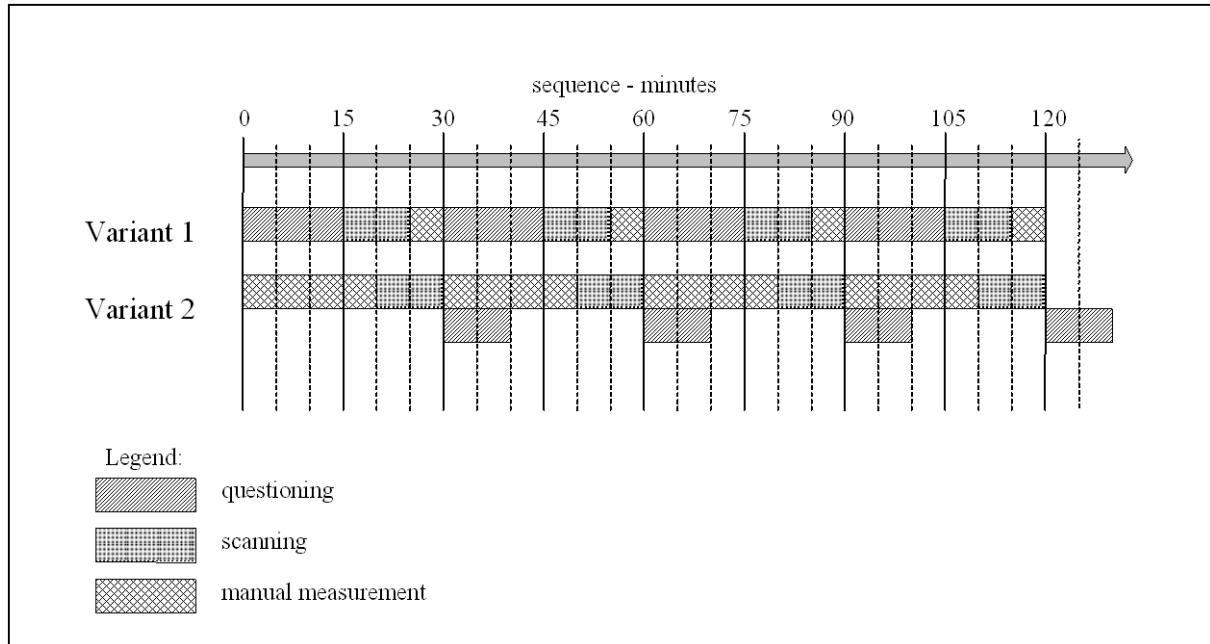 sequence - minutes
0 15 30 45 60 75 90 105 120
Variant 1
Variant 2
Legend:
questioning
scanning
manual measurement